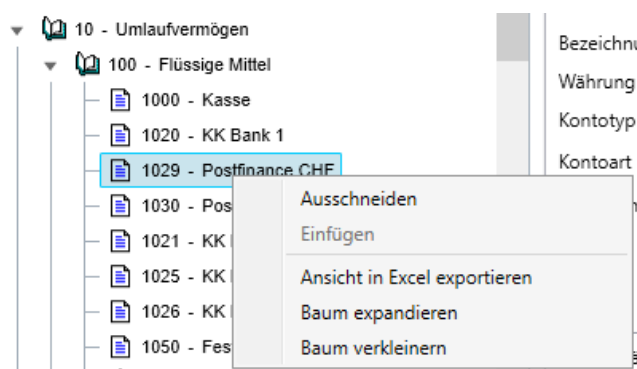 10 - Umlaufvermögen
100 - Flüssige Mittel
1000 - Kasse
1020 - KK Bank 1
1029 - Postfinance CHF
1030 - Pos
1021 - KK
1025 - KK
1026 - KK
1050 - Fes
Ausschneiden
Einfügen
Ansicht in Excel exportieren
Baum expandieren
Baum verkleinern
Bezeichnu
Währung
Kontotyp
Kontoart